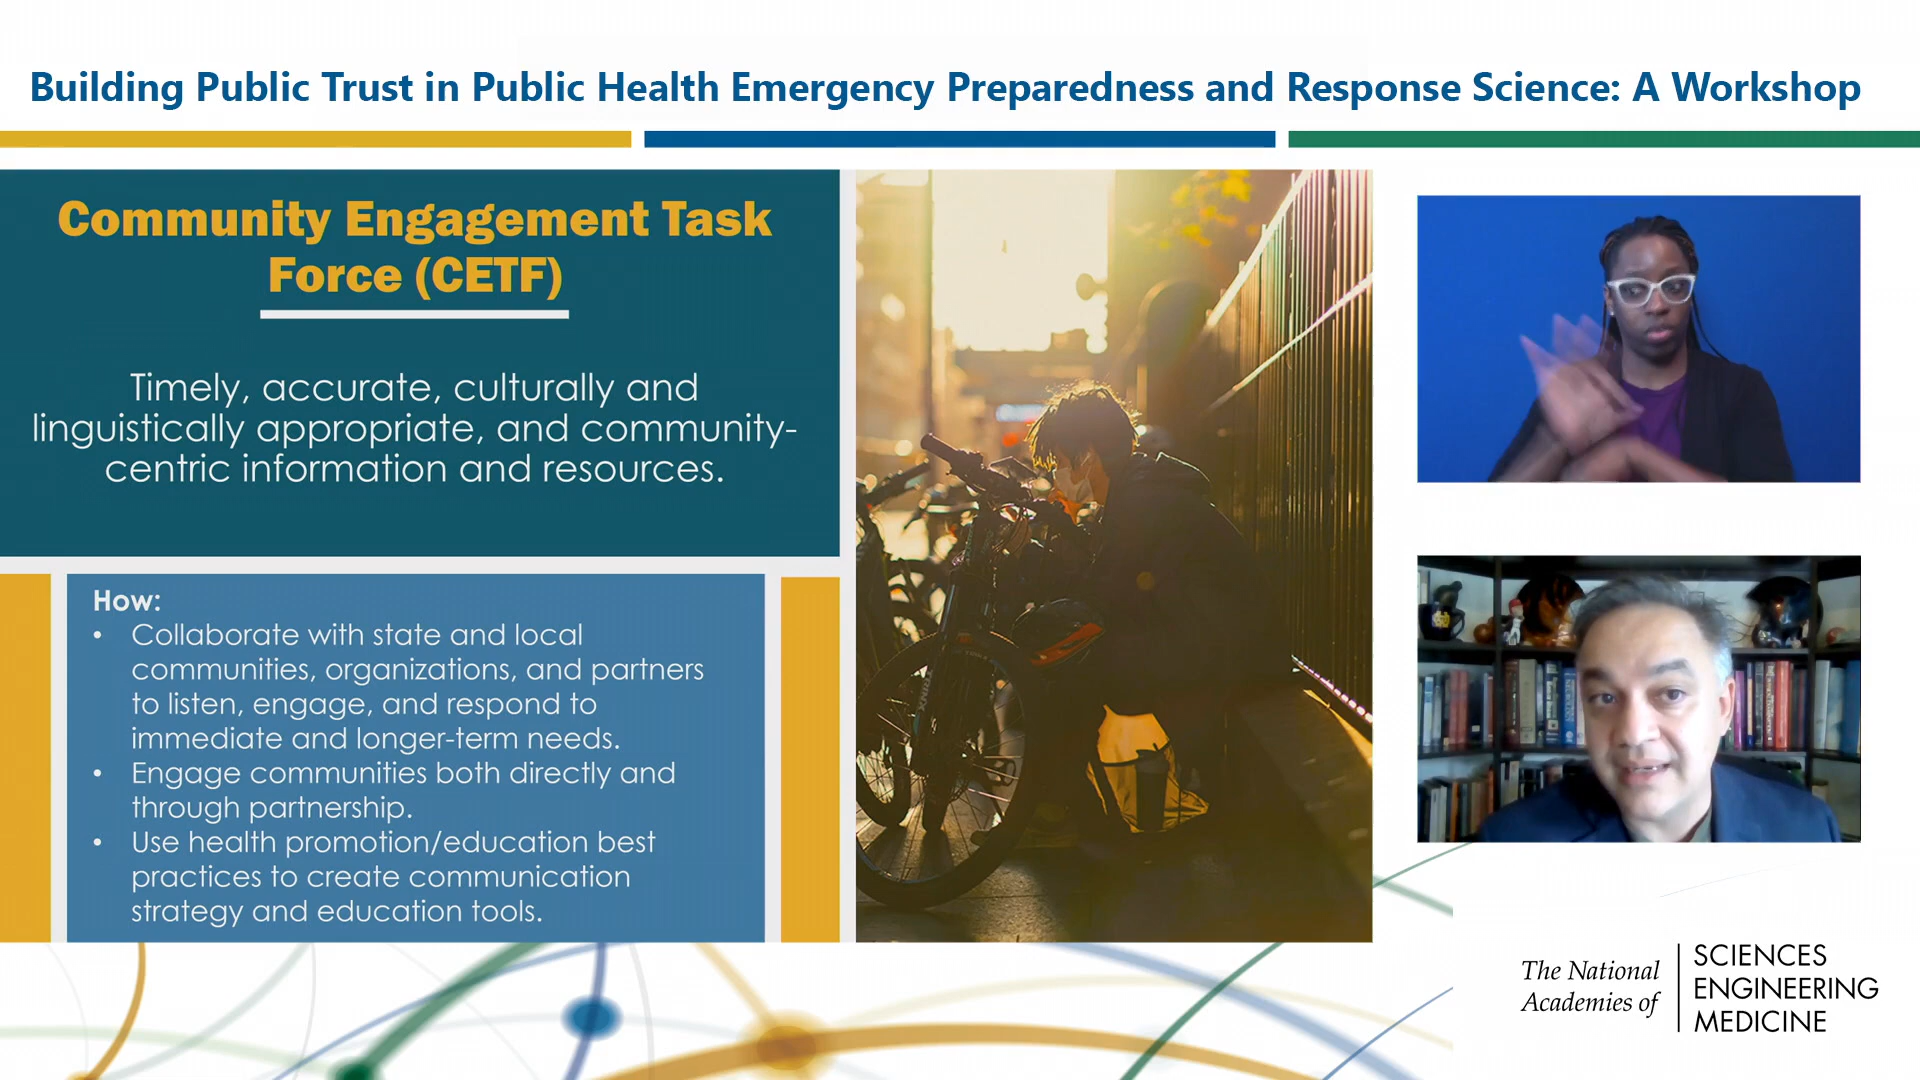 Building Public Trust in Public Health Emergency Preparedness and Response Science: A Workshop
Community Engagement Task
Force (CETF)
Timely, accurate, culturally and
linguistically appropriate, and community-
centric information and resources.
How:
• Collaborate with state and local
communities, organizations, and partners
to listen, engage, and respond to
immediate and longer-term needs.
• Engage communities both directly and
through partnership.
• Use health promotion/education best
practices to create communication
strategy and education tools.
The National
Academies of
SCIENCES
ENGINEERING
MEDICINE